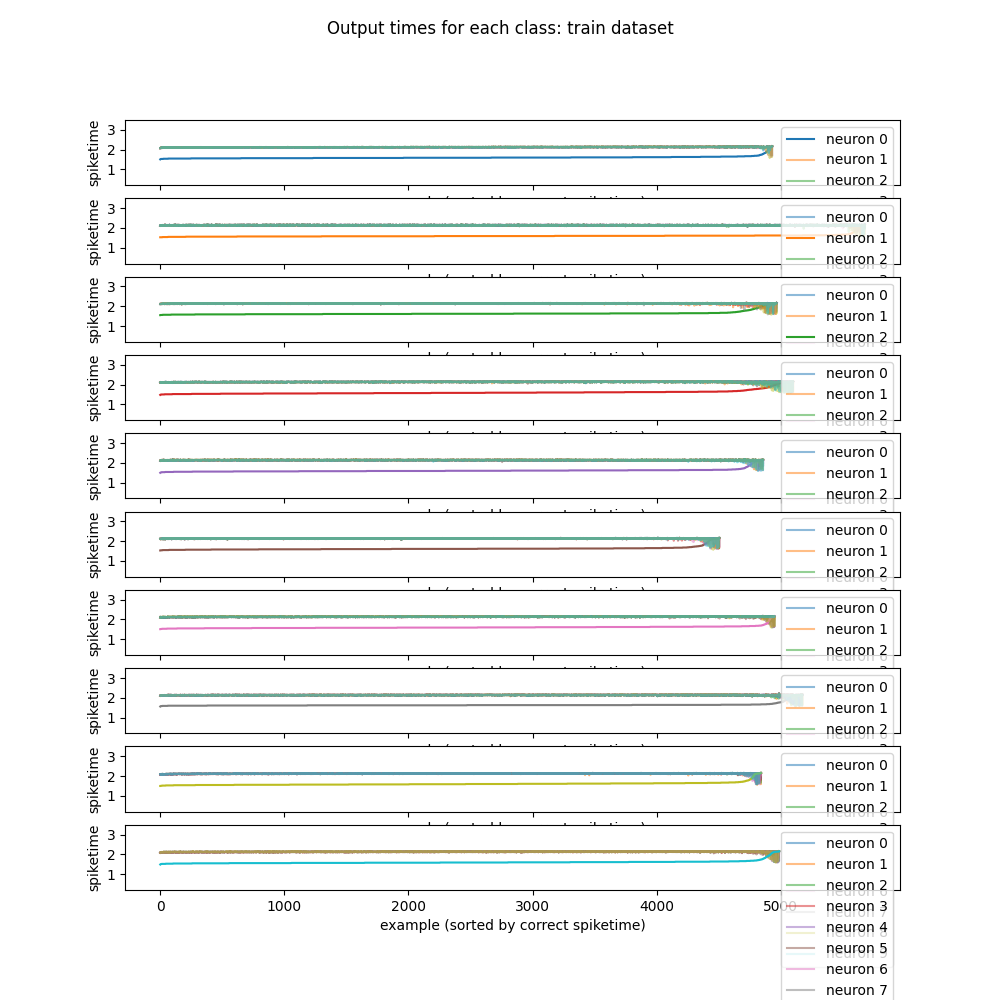 Output times for each class: train dataset
spiketime
3
2
1
neuron 0
neuron 1
neuron 2
spiketime
3
2
1
neuron 0
neuron 1
neuron 2
spiketime
3
2
1
neuron 0
neuron 1
neuron 2
spiketime
3
2
1
neuron 0
neuron 1
neuron 2
spiketime
3
2
1
neuron 0
neuron 1
neuron 2
spiketime
3
2
1
neuron 0
neuron 1
neuron 2
spiketime
3
2
1
neuron 0
neuron 1
neuron 2
spiketime
3
2
1
neuron 0
neuron 1
neuron 2
spiketime
3
2
1
neuron 0
neuron 1
neuron 2
spiketime
3
2
1
neuron 0
neuron 1
neuron 2
0 1000 2000 3000 4000 5000
neuron 3
example (sorted by correct spiketime)
neuron 4
neuron 5
neuron 6
neuron 7